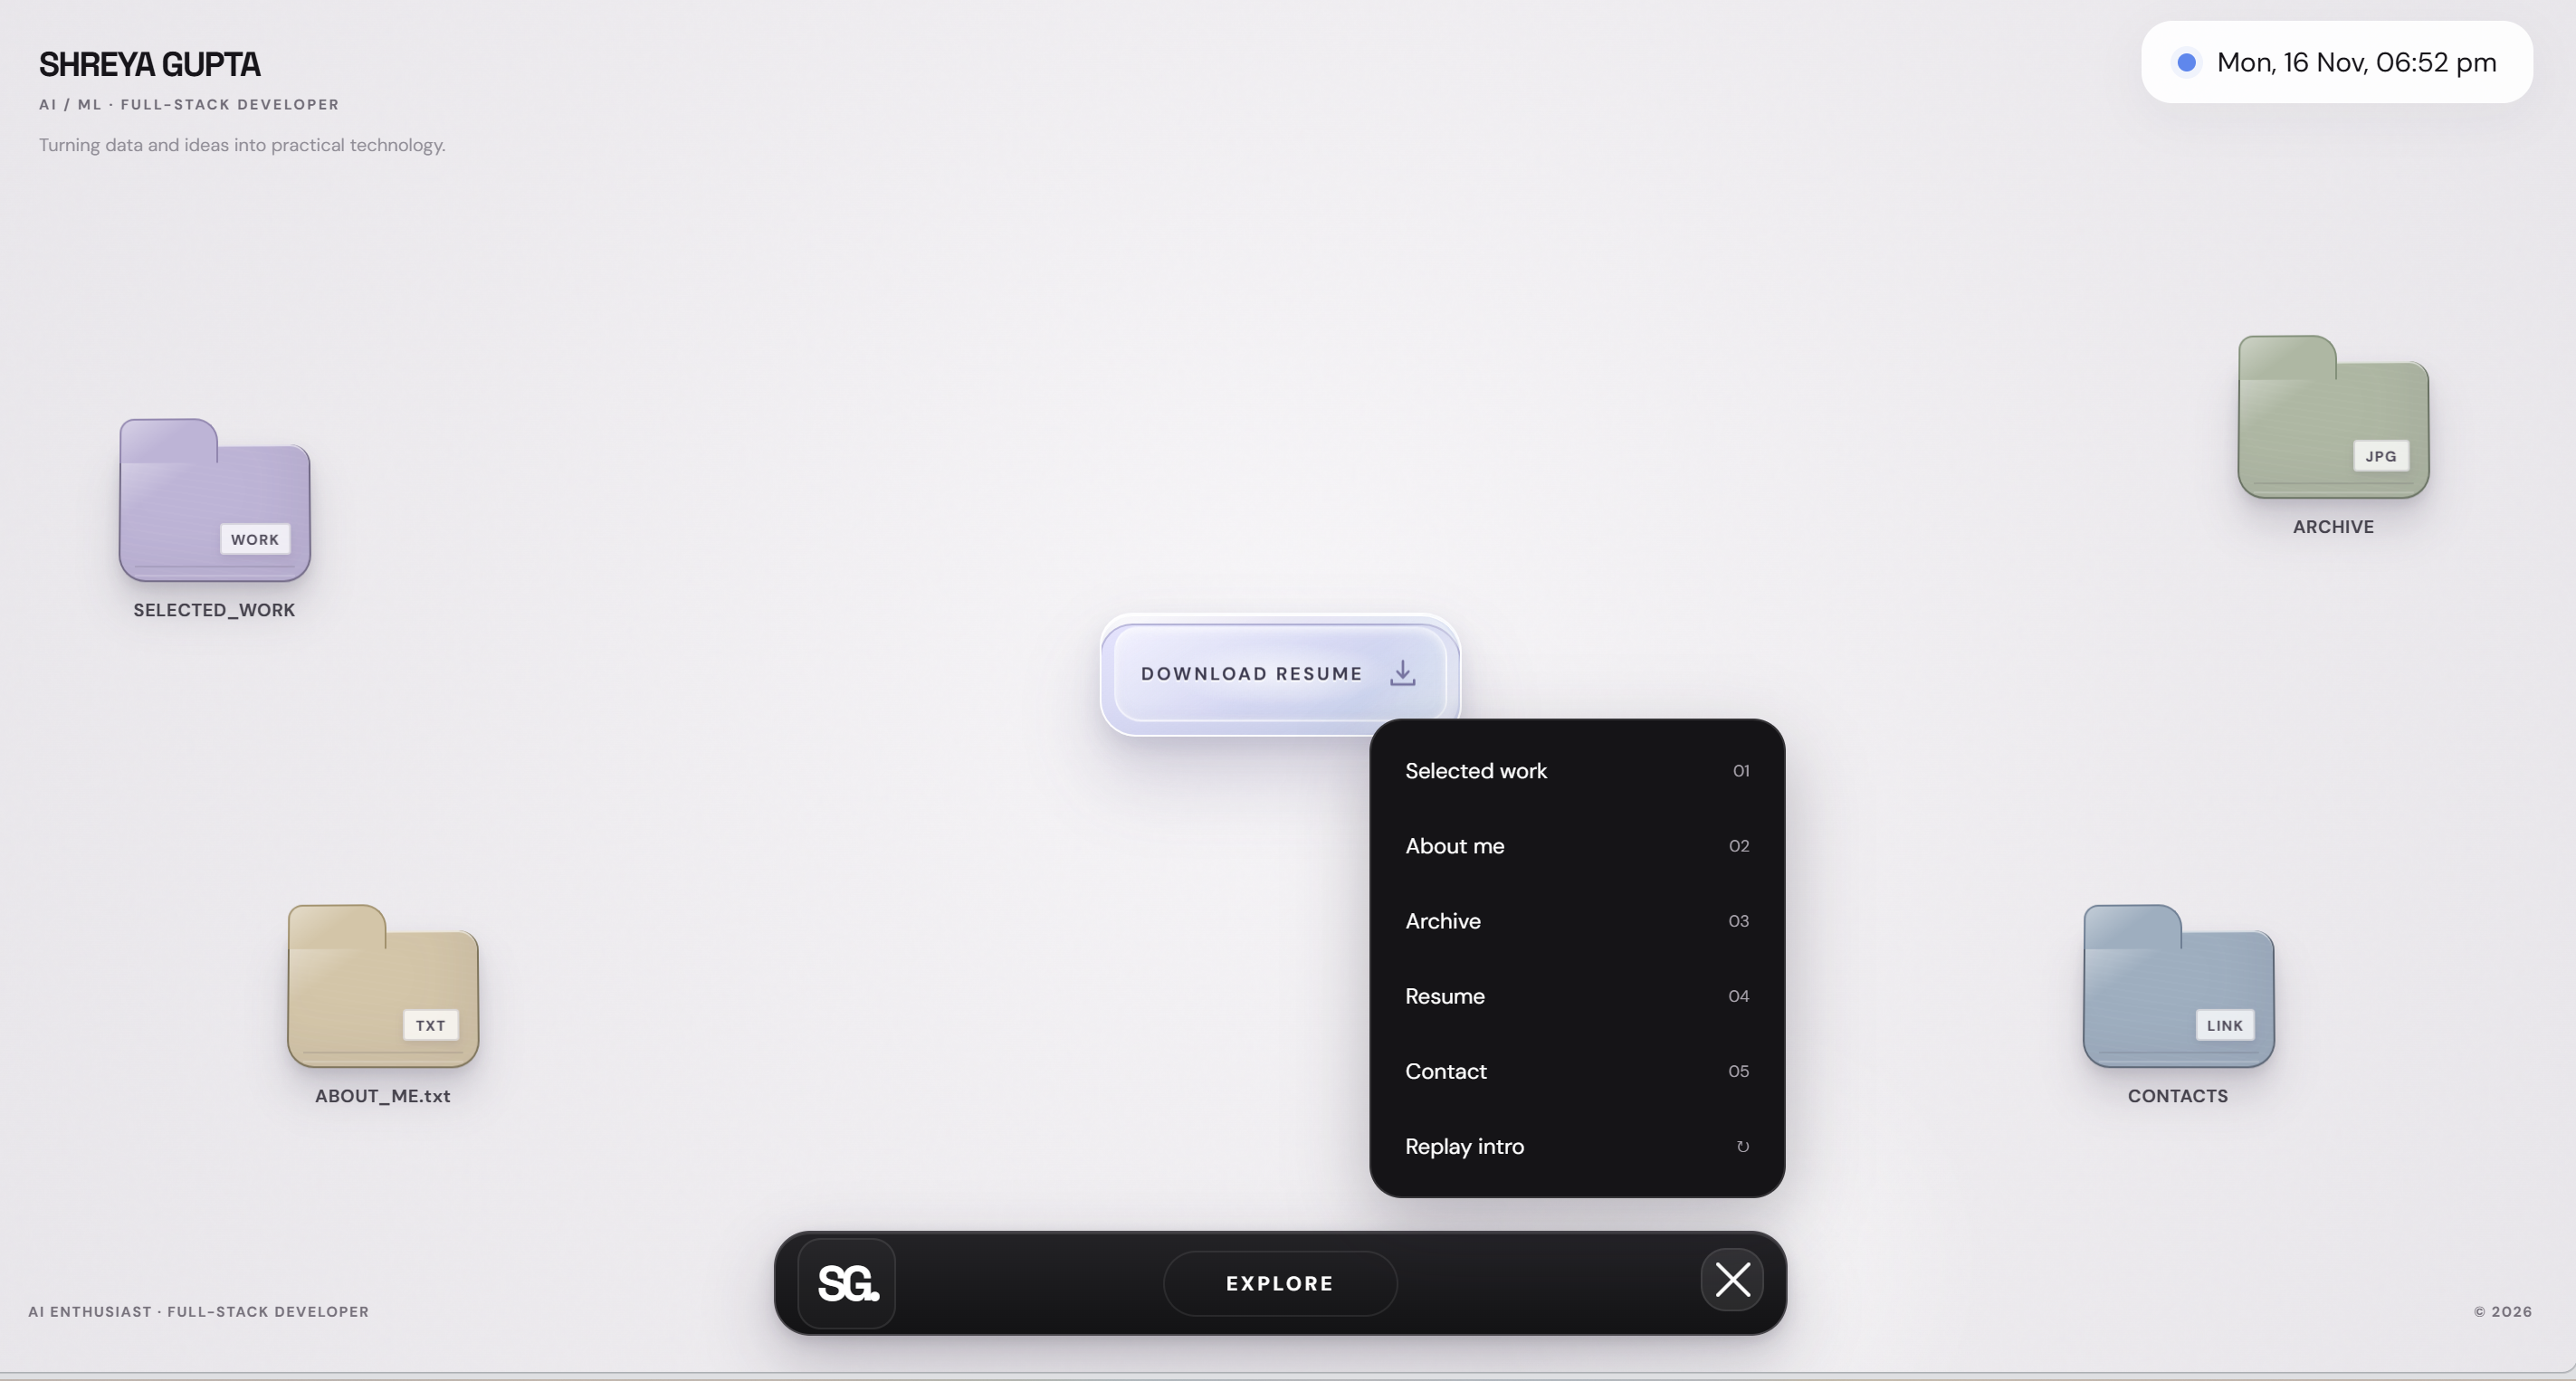 SHREYA GUPTA
AI / ML · FULL-STACK DEVELOPER
Turning data and ideas into practical technology.
Mon, 16 Nov, 06:52 pm
WORK
SELECTED_WORK
JPG
ARCHIVE
DOWNLOAD RESUME
Selected work 01
About me 02
Archive 03
Resume 04
Contact 05
Replay intro ↻
TXT
ABOUT_ME.txt
LINK
CONTACTS
SG.
EXPLORE
AI ENTHUSIAST · FULL-STACK DEVELOPER
© 2026